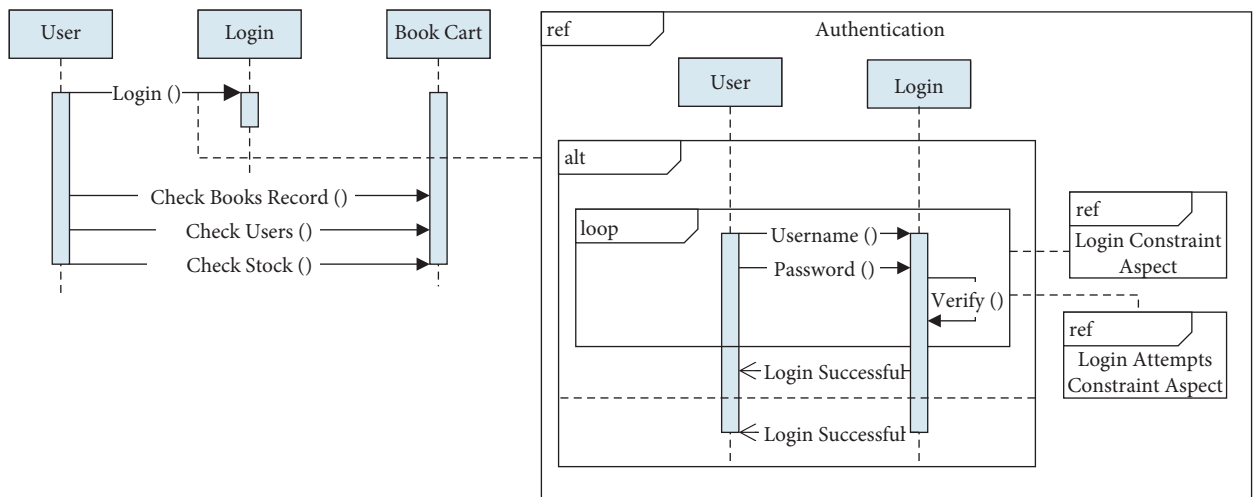 User
Login
Book Cart
Login ()
Check Books Record ()
Check Users ()
Check Stock ()
ref
Authentication
User
Login
alt
loop
Username ()
Password ()
Verify ()
Login Successful
Login Successful
ref
Login Constraint
Aspect
ref
Login Attempts
Constraint Aspect